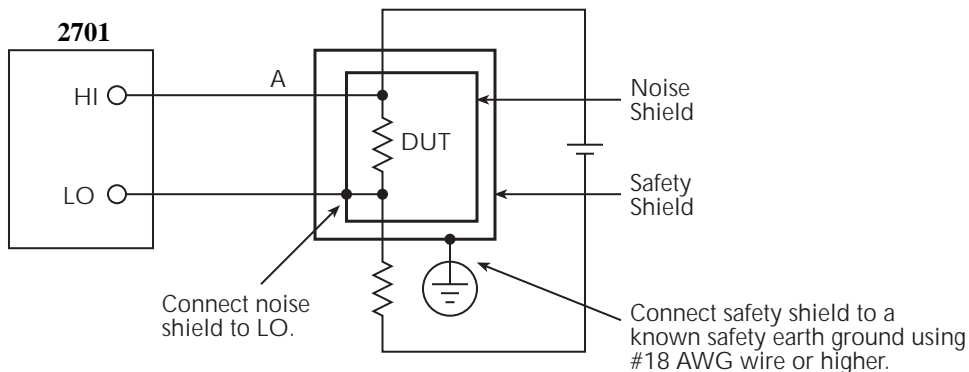 2701
HI
A
DUT
LO
Noise
Shield
Safety
Shield
Connect noise
shield to LO.
Connect safety shield to a
known safety earth ground using
#18 AWG wire or higher.